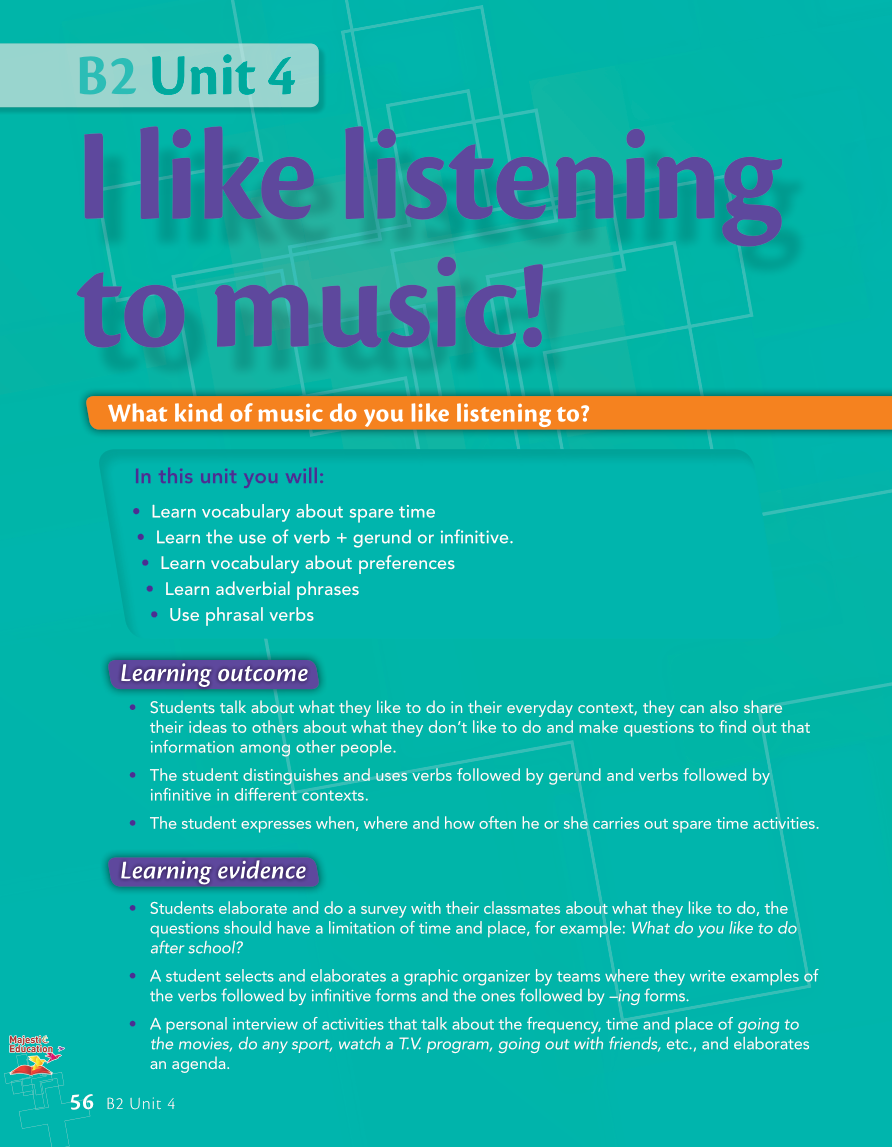 B2 Unit 4
I like listening
to music!
What kind of music do you like listening to?
In this unit you will:
• Learn vocabulary about spare time
• Learn the use of verb + gerund or infinitive.
• Learn vocabulary about preferences
• Learn adverbial phrases
• Use phrasal verbs
Learning outcome
• Students talk about what they like to do in their everyday context, they can also share
their ideas to others about what they don’t like to do and make questions to find out that
information among other people.
• The student distinguishes and uses verbs followed by gerund and verbs followed by
infinitive in different contexts.
• The student expresses when, where and how often he or she carries out spare time activities.
Learning evidence
• Students elaborate and do a survey with their classmates about what they like to do, the
questions should have a limitation of time and place, for example: What do you like to do
after school?
• A student selects and elaborates a graphic organizer by teams where they write examples of
the verbs followed by infinitive forms and the ones followed by –ing forms.
• A personal interview of activities that talk about the frequency, time and place of going to
the movies, do any sport, watch a T.V. program, going out with friends, etc., and elaborates
an agenda.
Majestic
Education
56 B2 Unit 4